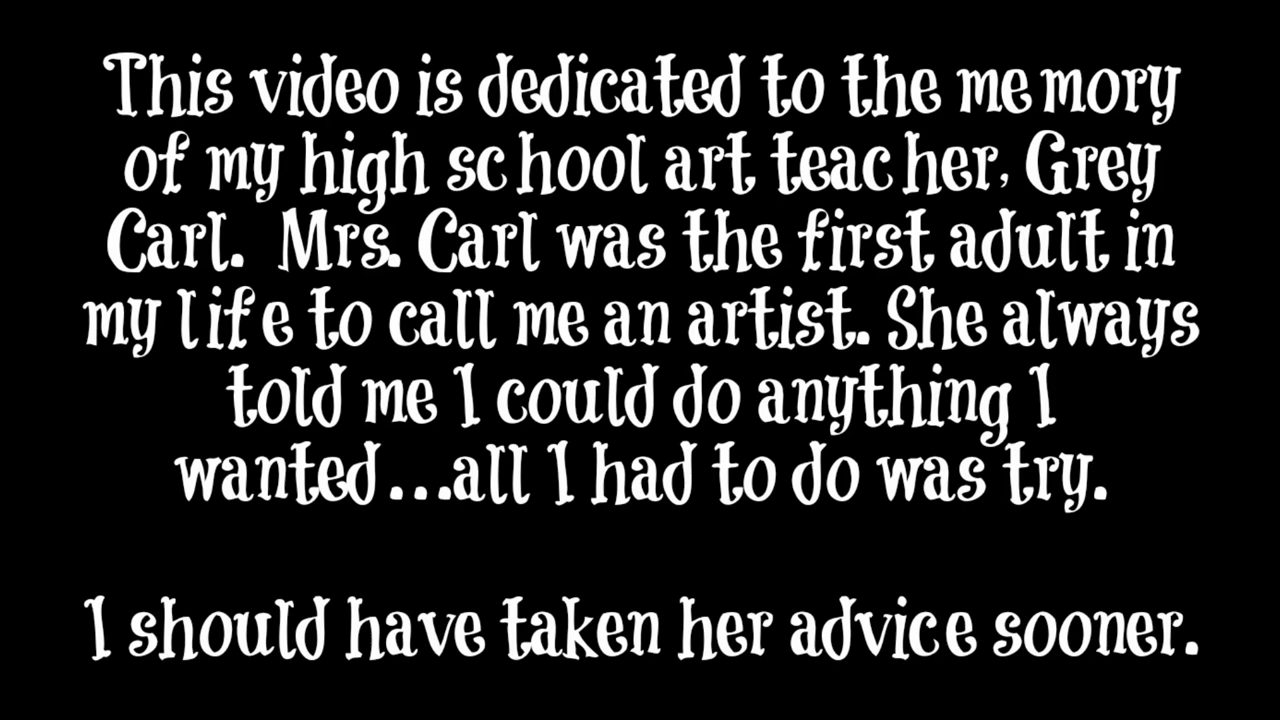 This video is dedicated to the memory
of my high school art teacher, Grey
Carl. Mrs. Carl was the first adult in
my life to call me an artist. She always
told me I could do anything I
wanted...all I had to do was try.
I should have taken her advice sooner.